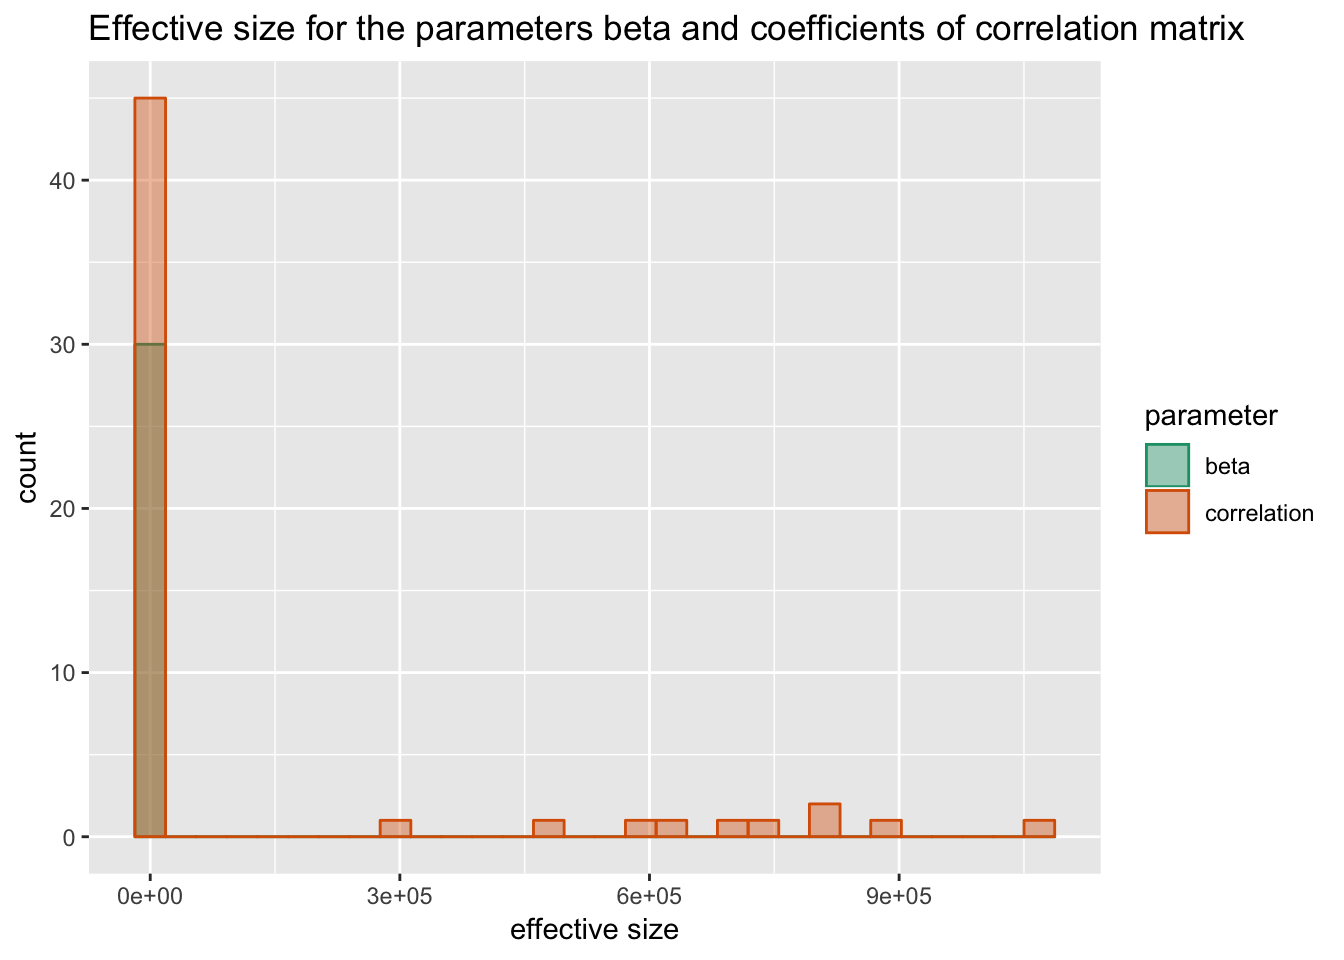 Effective size for the parameters beta and coefficients of correlation matrix
count
40
30
20
10
0
0e+00 3e+05 6e+05 9e+05
effective size
parameter
beta
correlation